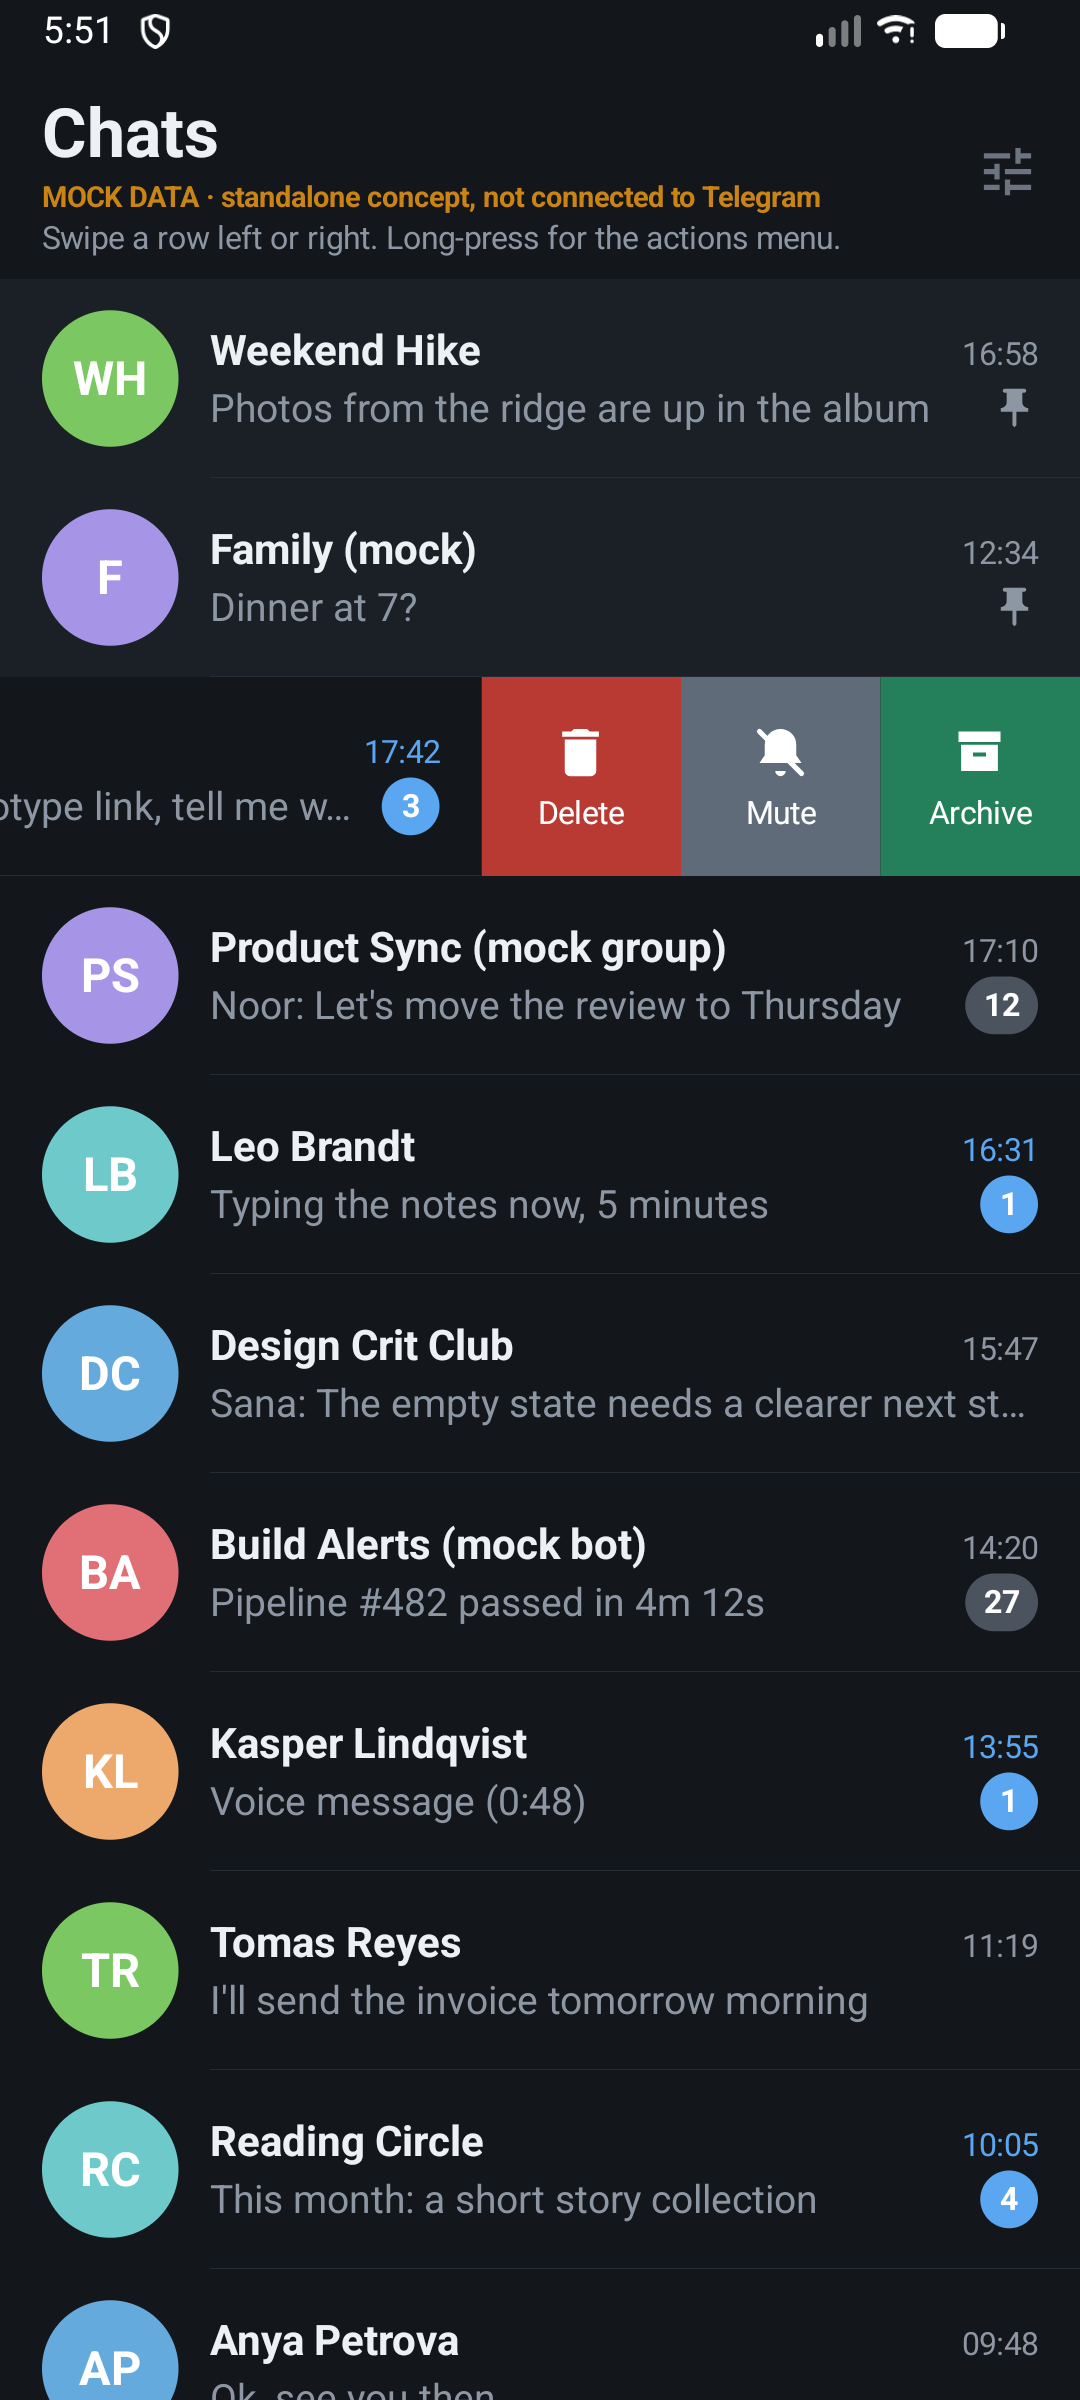 5:51
Chats
MOCK DATA · standalone concept, not connected to Telegram
Swipe a row left or right. Long-press for the actions menu.
WH
Weekend Hike
16:58
Photos from the ridge are up in the album
F
Family (mock)
12:34
Dinner at 7?
17:42
link, tell me w...
3
Delete
Mute
Archive
PS
Product Sync (mock group)
17:10
Noor: Let's move the review to Thursday
12
LB
Leo Brandt
16:31
Typing the notes now, 5 minutes
1
DC
Design Crit Club
15:47
Sana: The empty state needs a clearer next st...
BA
Build Alerts (mock bot)
14:20
Pipeline #482 passed in 4m 12s
27
KL
Kasper Lindqvist
13:55
Voice message (0:48)
1
TR
Tomas Reyes
11:19
I'll send the invoice tomorrow morning
RC
Reading Circle
10:05
This month: a short story collection
4
AP
Anya Petrova
09:48
Ok, see you then